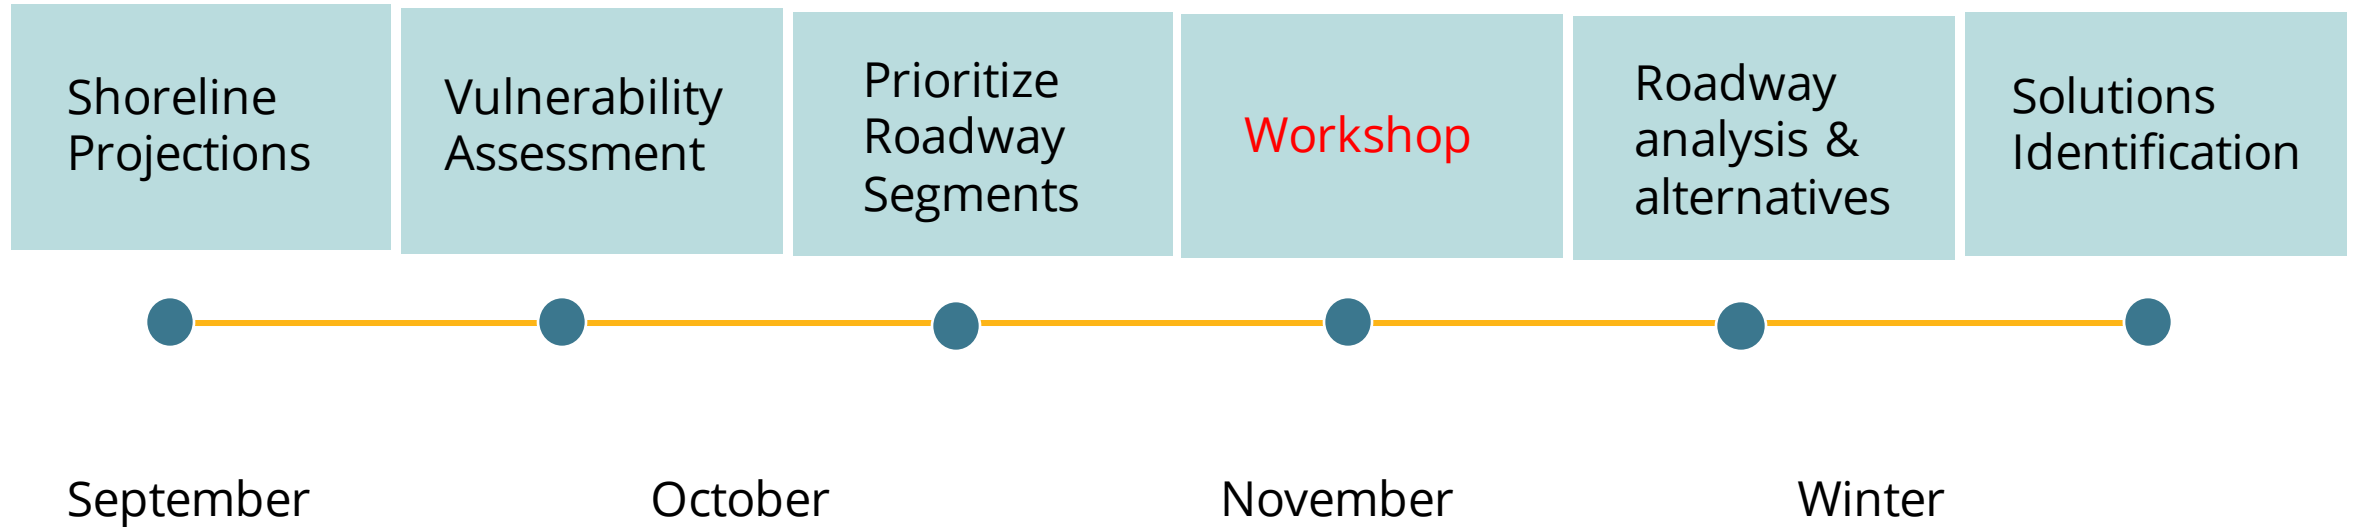 Shoreline
Projections
Vulnerability
Assessment
Prioritize
Roadway
Segments
Workshop
Roadway
analysis &
alternatives
Solutions
Identification
September
October
November
Winter